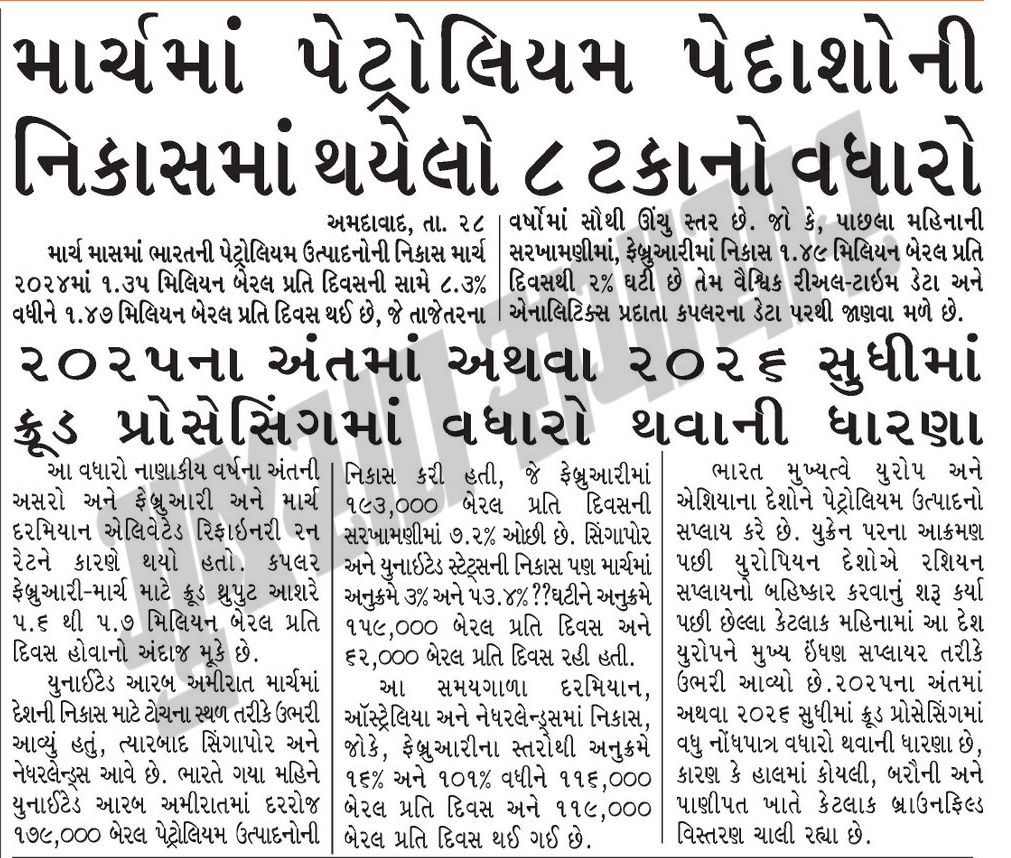 માર્ચમાં પેટ્રોલિયમ પેદાશોની
નિકાસમાં થયેલો ૮ ટકાનો વધારો
અમદાવાદ, તા. ૨૮
માર્ચ માસમાં ભારતની પેટ્રોલિયમ ઉત્પાદનોની નિકાસ માર્ચ
૨૦૨૪માં ૧.૩૫ મિલિયન બેરલ પ્રતિ દિવસની સામે ૮.૩%
વધીને ૧.૪૭ મિલિયન બેરલ પ્રતિ દિવસ થઈ છે, જે તાજેતરના
વર્ષોમાં સૌથી ઊંચુ સ્તર છે. જો કે, પાછલા મહિનાની
સરખામણીમાં, ફેબ્રુઆરીમાં નિકાસ ૧.૪૯ મિલિયન બેરલ પ્રતિ
દિવસથી ૨% ઘટી છે તેમ વૈશ્વિક રીઅલ-ટાઇમ ડેટા અને
એનાલિટિક્સ પ્રદાતા કપલરના ડેટા પરથી જાણવા મળે છે.
૨૦૨૫ના અંતમાં અથવા ૨૦૨૬ સુધીમાં
ક્રૂડ પ્રોસેસિંગમાં વધારો થવાની ધારણા
આ વધારો નાણાકીય વર્ષના અંતની
અસરો અને ફેબ્રુઆરી અને માર્ચ
દરમિયાન એલિવેટેડ રિફાઇનરી રન
રેટને કારણે થયો હતો. કપલર
ફેબ્રુઆરી-માર્ચ માટે ક્રૂડ થ્રુપુટ આશરે
૫.૬ થી ૫.૭ મિલિયન બેરલ પ્રતિ
દિવસ હોવાનો અંદાજ મૂકે છે.
યુનાઈટેડ આરબ અમીરાત માર્ચમાં
દેશની નિકાસ માટે ટોચના સ્થળ તરીકે ઉભરી
આવ્યું હતું, ત્યારબાદ સિંગાપોર અને
નેધરલેન્ડ્સ આવે છે. ભારતે ગયા મહિને
યુનાઈટેડ આરબ અમીરાતમાં દરરોજ
૧૭૯,૦૦૦ બેરલ પેટ્રોલિયમ ઉત્પાદનોની
નિકાસ કરી હતી, જે ફેબ્રુઆરીમાં
૧૯૩,૦૦૦ બેરલ પ્રતિ દિવસની
સરખામણીમાં ૭.૨% ઓછી છે. સિંગાપોર
અને યુનાઇટેડ સ્ટેટ્સની નિકાસ પણ માર્ચમાં
અનુક્રમે ૩% અને ૫૩.૪%??ઘટીને અનુક્રમે
૧૫૯,૦૦૦ બેરલ પ્રતિ દિવસ અને
૬૨,૦૦૦ બેરલ પ્રતિ દિવસ રહી હતી.
આ સમયગાળા દરમિયાન,
ઑસ્ટ્રેલિયા અને નેધરલેન્ડ્સમાં નિકાસ,
જોકે, ફેબ્રુઆરીના સ્તરોથી અનુક્રમે
૧૬% અને ૧૦૧% વધીને ૧૧૬,૦૦૦
બેરલ પ્રતિ દિવસ અને ૧૧૯,૦૦૦
બેરલ પ્રતિ દિવસ થઈ ગઈ છે.
ભારત મુખ્યત્વે યુરોપ અને
એશિયાના દેશોને પેટ્રોલિયમ ઉત્પાદનો
સપ્લાય કરે છે. યુક્રેન પરના આક્રમણ
પછી યુરોપિયન દેશોએ રશિયન
સપ્લાયનો બહિષ્કાર કરવાનું શરૂ કર્યા
પછી છેલ્લા કેટલાક મહિનામાં આ દેશ
યુરોપને મુખ્ય ઇંધણ સપ્લાયર તરીકે
ઉભરી આવ્યો છે.૨૦૨૫ના અંતમાં
અથવા ૨૦૨૬ સુધીમાં ક્રૂડ પ્રોસેસિંગમાં
વધુ નોંધપાત્ર વધારો થવાની ધારણા છે,
કારણ કે હાલમાં કોયલી, બરૌની અને
પાણીપત ખાતે કેટલાક બ્રાઉનફિલ્ડ
વિસ્તરણ ચાલી રહ્યા છે.